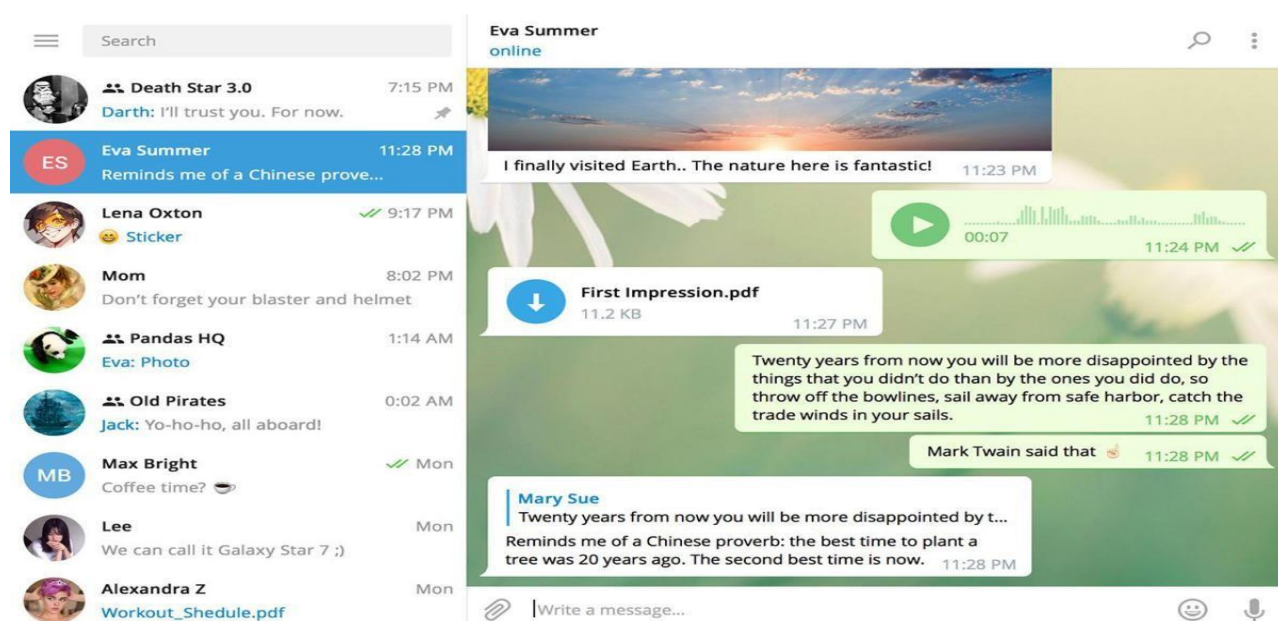 Search
Death Star 3.0 7:15 PM
Darth: I'll trust you. For now.
ES
Eva Summer 11:28 PM
Reminds me of a Chinese prove...
Lena Oxton 9:17 PM
😄 Sticker
Mom 8:02 PM
Don't forget your blaster and helmet
Pandas HQ 1:14 AM
Eva: Photo
Old Pirates 0:02 AM
Jack: Yo-ho-ho, all aboard!
MB
Max Bright Mon
Coffee time? ☕
Lee Mon
We can call it Galaxy Star 7 ;)
Alexandra Z Mon
Workout_Shedule.pdf
Eva Summer
online
I finally visited Earth.. The nature here is fantastic! 11:23 PM
00:07 11:24 PM
First Impression.pdf
11.2 KB 11:27 PM
Twenty years from now you will be more disappointed by the
things that you didn't do than by the ones you did do, so
throw off the bowlines, sail away from safe harbor, catch the
trade winds in your sails. 11:28 PM
Mark Twain said that ☝🏻 11:28 PM
Mary Sue
Twenty years from now you will be more disappointed by t...
Reminds me of a Chinese proverb: the best time to plant a
tree was 20 years ago. The second best time is now. 11:28 PM
Write a message...